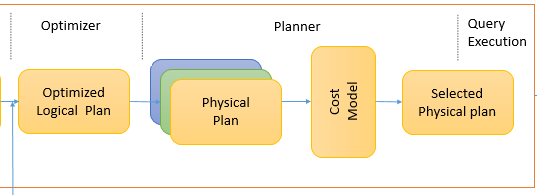 Optimizer
Planner
Query
Execution
Optimized
Logical Plan
Physical
Plan
Cost
Model
Selected
Physical plan